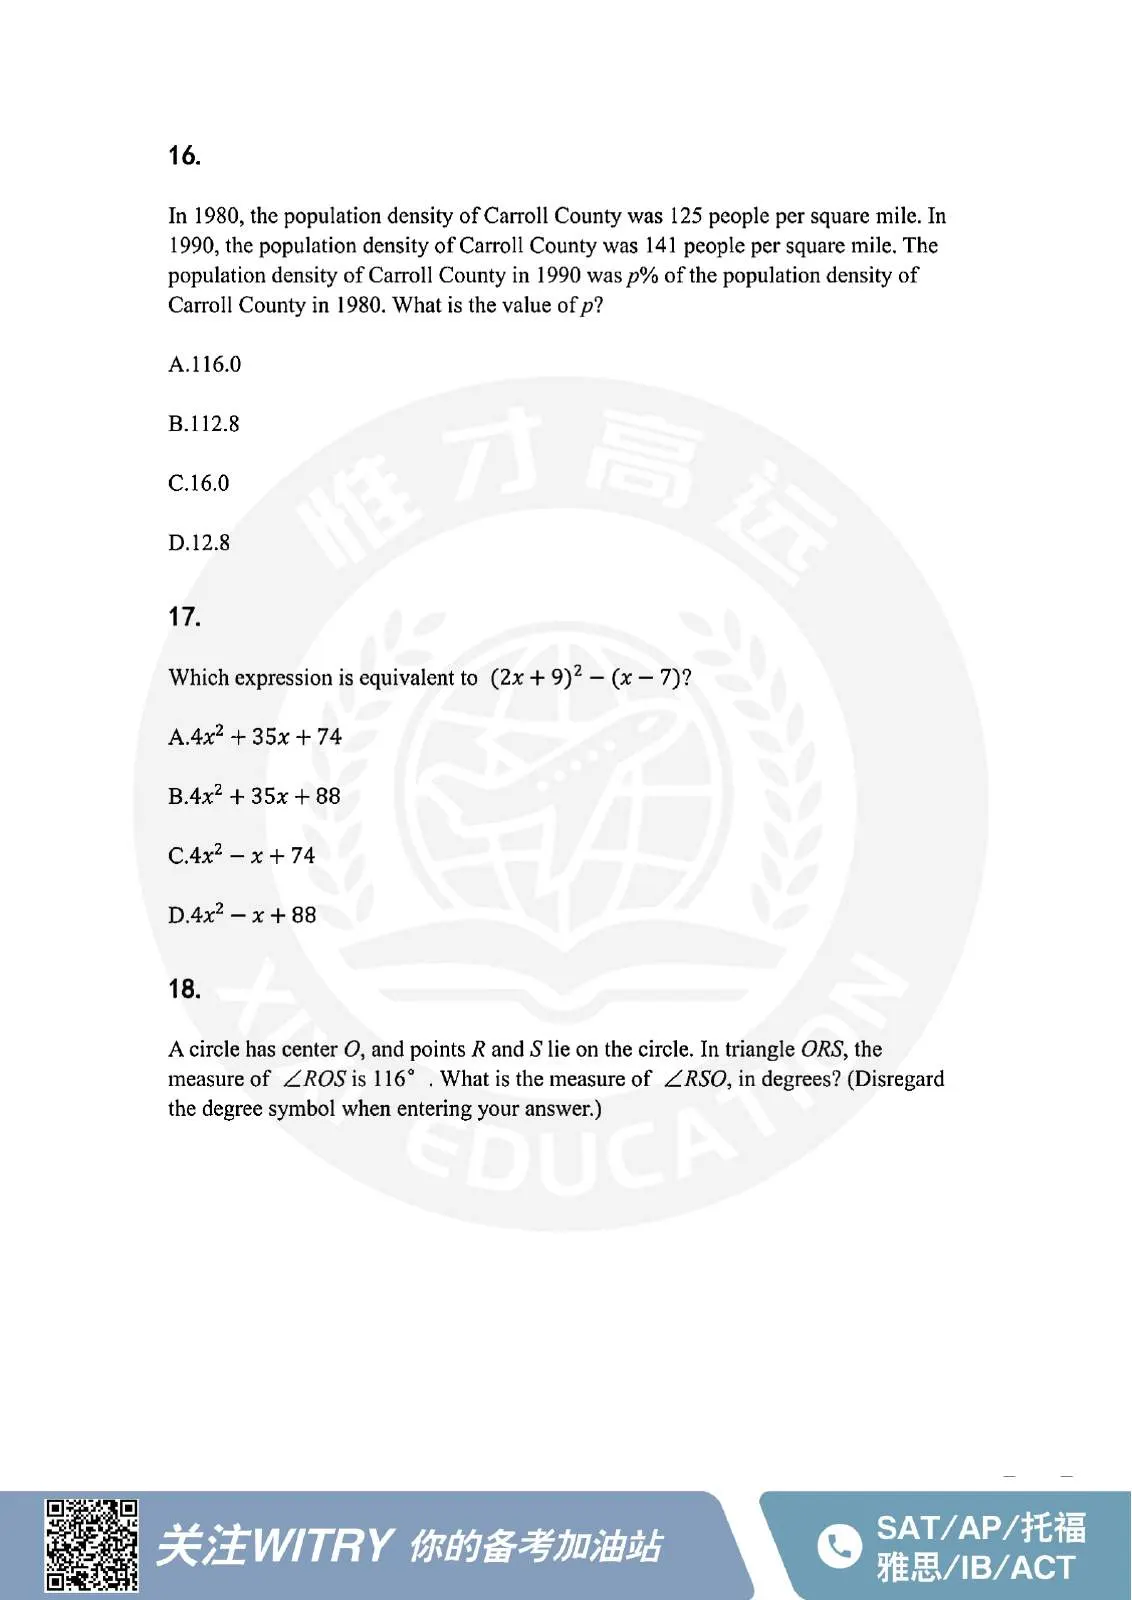 16.
In 1980, the population density of Carroll County was 125 people per square mile. In
1990, the population density of Carroll County was 141 people per square mile. The
population density of Carroll County in 1990 was p% of the population density of
Carroll County in 1980. What is the value of p?
A.116.0
B.112.8
C.16.0
D.12.8
17.
Which expression is equivalent to (2x + 9)² − (x − 7)?
A.4x² + 35x + 74
B.4x² + 35x + 88
C.4x² − x + 74
D.4x² − x + 88
18.
A circle has center O, and points R and S lie on the circle. In triangle ORS, the
measure of ∠ROS is 116° . What is the measure of ∠RSO, in degrees? (Disregard
the degree symbol when entering your answer.)
惟才高远
EDUCATION
关注WITRY 你的备考加油站
SAT/AP/托福
雅思/IB/ACT